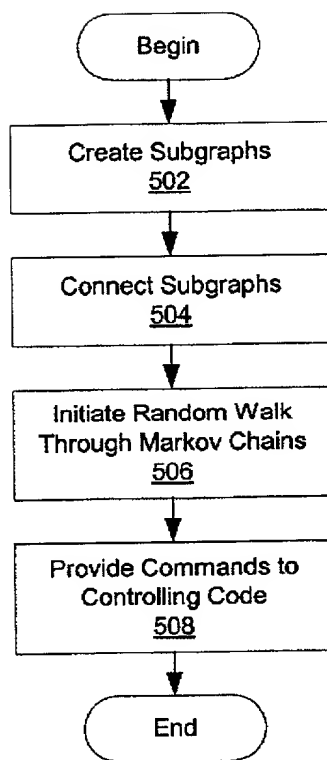 Begin
Create Subgraphs
502
Connect Subgraphs
504
Initiate Random Walk
Through Markov Chains
506
Provide Commands to
Controlling Code
508
End